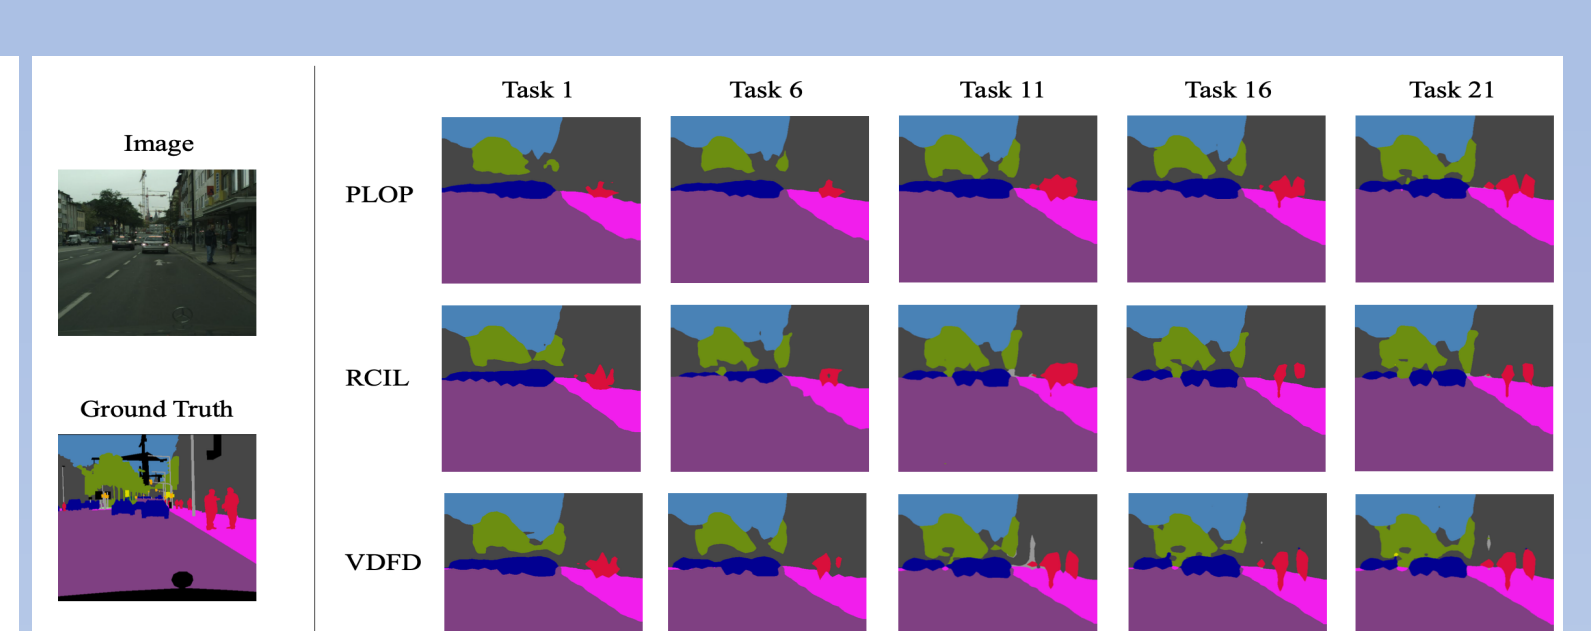 Task 1
Task 6
Task 11
Task 16
Task 21
Image
PLOP
RCIL
Ground Truth
VDFD